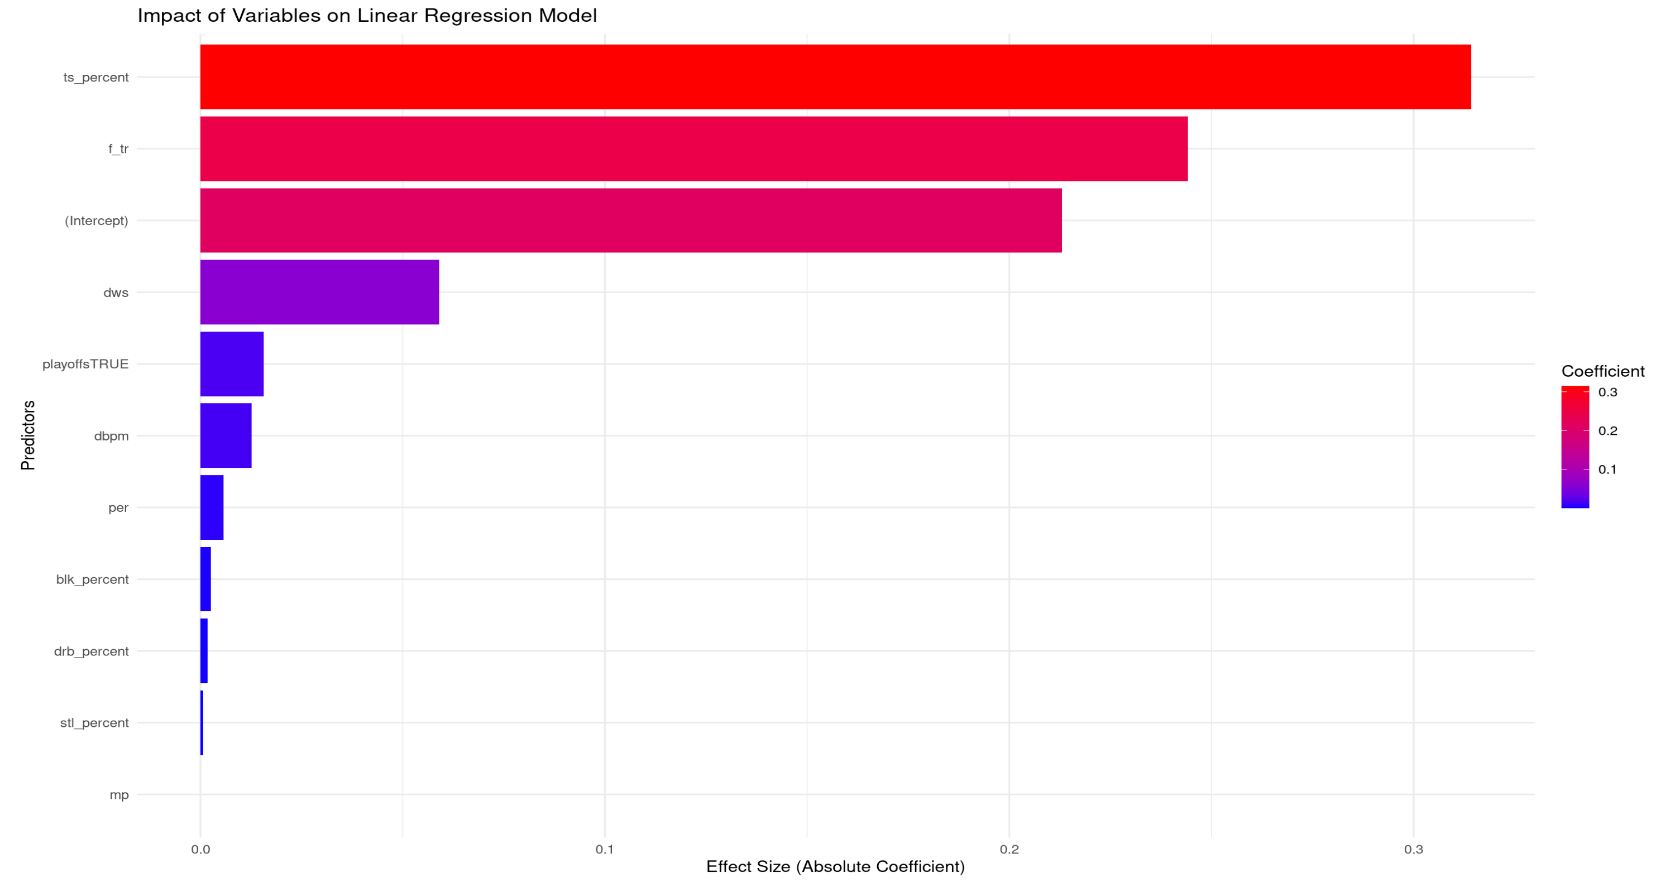 Impact of Variables on Linear Regression Model
Predictors
ts_percent
f_tr
(Intercept)
dws
playoffsTRUE
dbpm
per
blk_percent
drb_percent
stl_percent
mp
0.0 0.1 0.2 0.3
Effect Size (Absolute Coefficient)
Coefficient
0.3
0.2
0.1